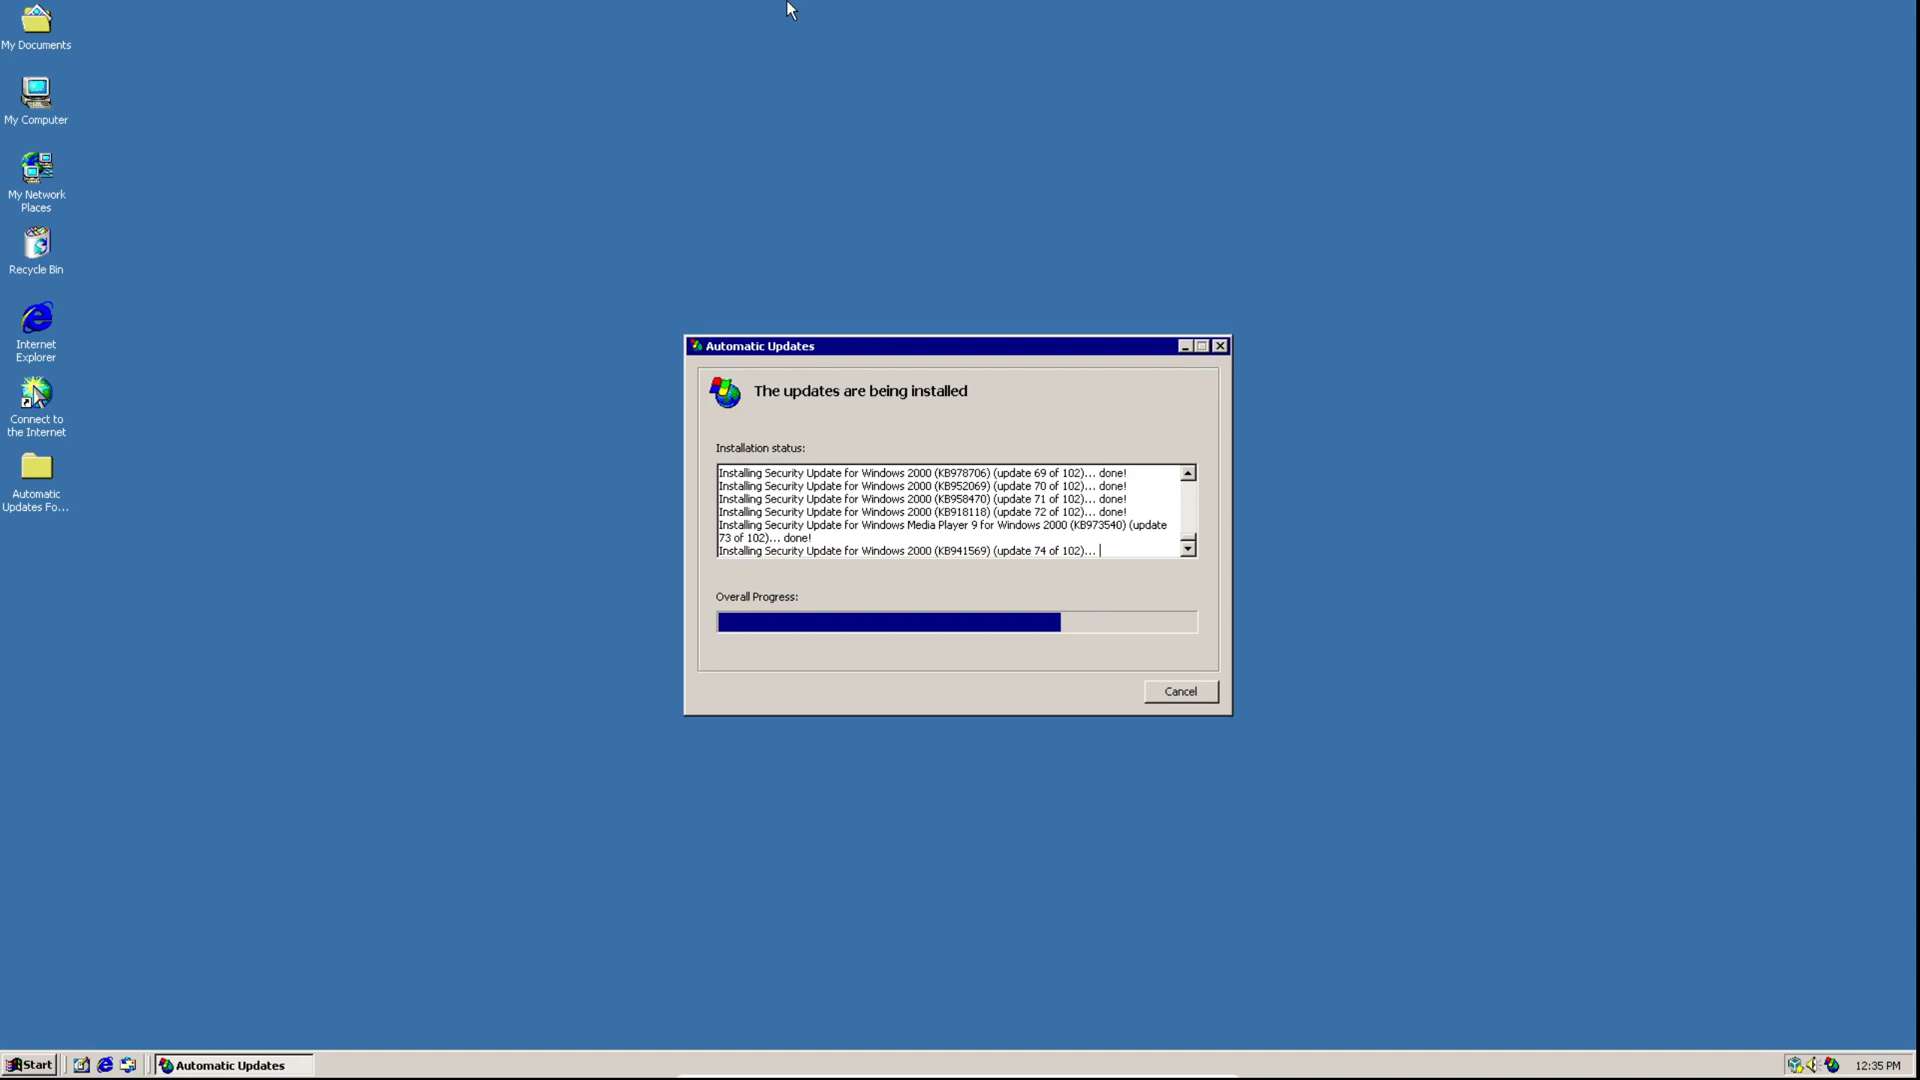 My Documents
My Computer
My Network
Places
Recycle Bin
Internet
Explorer
Connect to
the Internet
Automatic
Updates Fo...
Automatic Updates
The updates are being installed
Installation status:
Installing Security Update for Windows 2000 (KB978706) (update 69 of 102)... done!
Installing Security Update for Windows 2000 (KB952069) (update 70 of 102)... done!
Installing Security Update for Windows 2000 (KB958470) (update 71 of 102)... done!
Installing Security Update for Windows 2000 (KB918118) (update 72 of 102)... done!
Installing Security Update for Windows Media Player 9 for Windows 2000 (KB973540) (update
73 of 102)... done!
Installing Security Update for Windows 2000 (KB941569) (update 74 of 102)...
Overall Progress:
Cancel
Start
Automatic Updates
12:35 PM